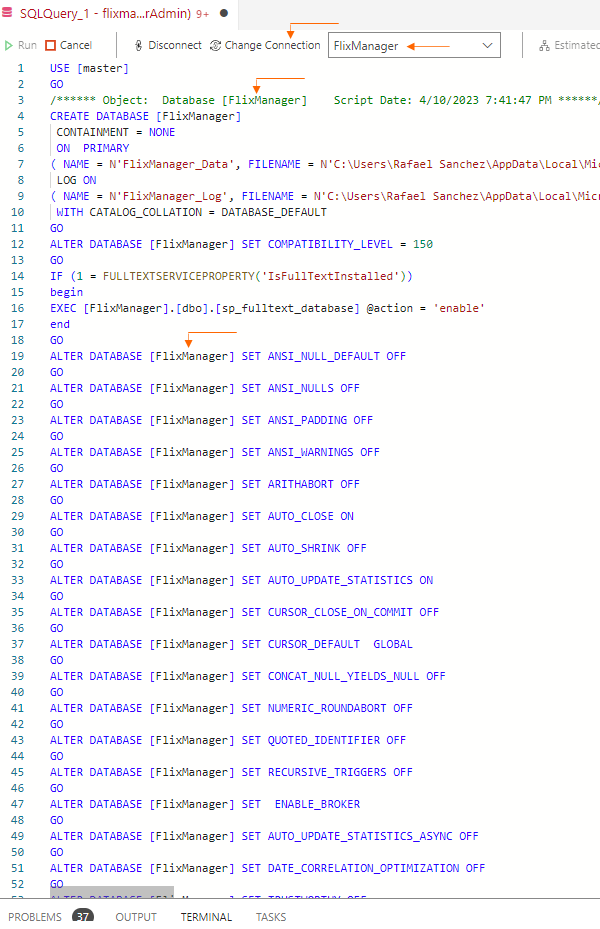 SQLQuery_1 - flixma...rAdmin) 9+
Run Cancel Disconnect Change Connection FlixManager Estimated
1 USE [master]
2 GO
3 /****** Object:  Database [FlixManager]    Script Date: 4/10/2023 7:41:47 PM ******/
4 CREATE DATABASE [FlixManager]
5  CONTAINMENT = NONE
6  ON  PRIMARY
7 ( NAME = N'FlixManager_Data', FILENAME = N'C:\Users\Rafael Sanchez\AppData\Local\Mic
8  LOG ON
9 ( NAME = N'FlixManager_Log', FILENAME = N'C:\Users\Rafael Sanchez\AppData\Local\Micr
10  WITH CATALOG_COLLATION = DATABASE_DEFAULT
11 GO
12 ALTER DATABASE [FlixManager] SET COMPATIBILITY_LEVEL = 150
13 GO
14 IF (1 = FULLTEXTSERVICEPROPERTY('IsFullTextInstalled'))
15 begin
16 EXEC [FlixManager].[dbo].[sp_fulltext_database] @action = 'enable'
17 end
18 GO
19 ALTER DATABASE [FlixManager] SET ANSI_NULL_DEFAULT OFF
20 GO
21 ALTER DATABASE [FlixManager] SET ANSI_NULLS OFF
22 GO
23 ALTER DATABASE [FlixManager] SET ANSI_PADDING OFF
24 GO
25 ALTER DATABASE [FlixManager] SET ANSI_WARNINGS OFF
26 GO
27 ALTER DATABASE [FlixManager] SET ARITHABORT OFF
28 GO
29 ALTER DATABASE [FlixManager] SET AUTO_CLOSE ON
30 GO
31 ALTER DATABASE [FlixManager] SET AUTO_SHRINK OFF
32 GO
33 ALTER DATABASE [FlixManager] SET AUTO_UPDATE_STATISTICS ON
34 GO
35 ALTER DATABASE [FlixManager] SET CURSOR_CLOSE_ON_COMMIT OFF
36 GO
37 ALTER DATABASE [FlixManager] SET CURSOR_DEFAULT  GLOBAL
38 GO
39 ALTER DATABASE [FlixManager] SET CONCAT_NULL_YIELDS_NULL OFF
40 GO
41 ALTER DATABASE [FlixManager] SET NUMERIC_ROUNDABORT OFF
42 GO
43 ALTER DATABASE [FlixManager] SET QUOTED_IDENTIFIER OFF
44 GO
45 ALTER DATABASE [FlixManager] SET RECURSIVE_TRIGGERS OFF
46 GO
47 ALTER DATABASE [FlixManager] SET  ENABLE_BROKER
48 GO
49 ALTER DATABASE [FlixManager] SET AUTO_UPDATE_STATISTICS_ASYNC OFF
50 GO
51 ALTER DATABASE [FlixManager] SET DATE_CORRELATION_OPTIMIZATION OFF
52 GO
53 ALTER DATABASE [FlixManager] SET TRUSTWORTHY OFF
PROBLEMS 37 OUTPUT TERMINAL TASKS